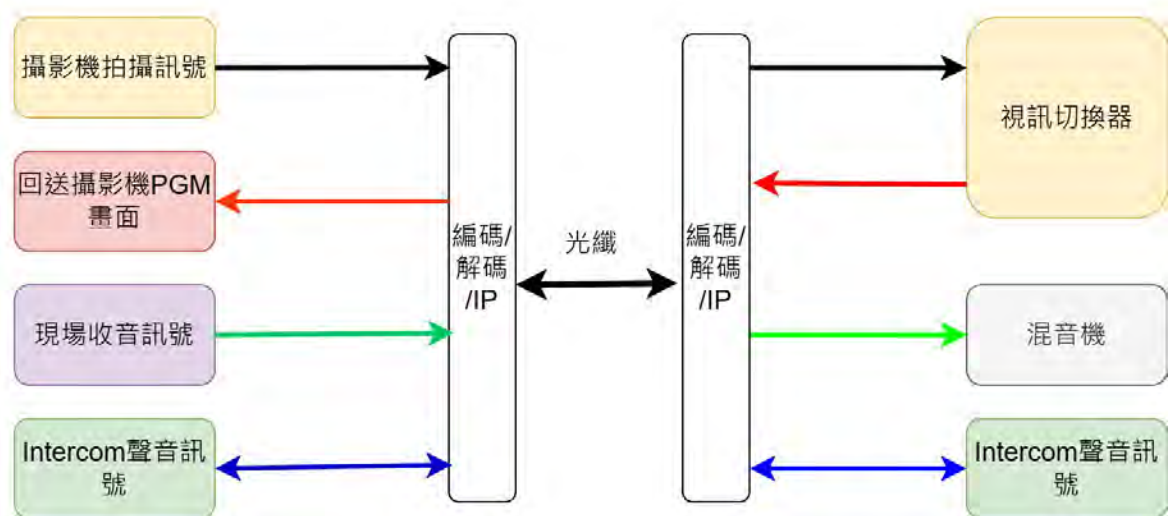 攝影機拍攝訊號
回送攝影機PGM
畫面
現場收音訊號
Intercom聲音訊
號
編碼/
解碼
/IP
光纖
編碼/
解碼
/IP
視訊切換器
混音機
Intercom聲音訊
號